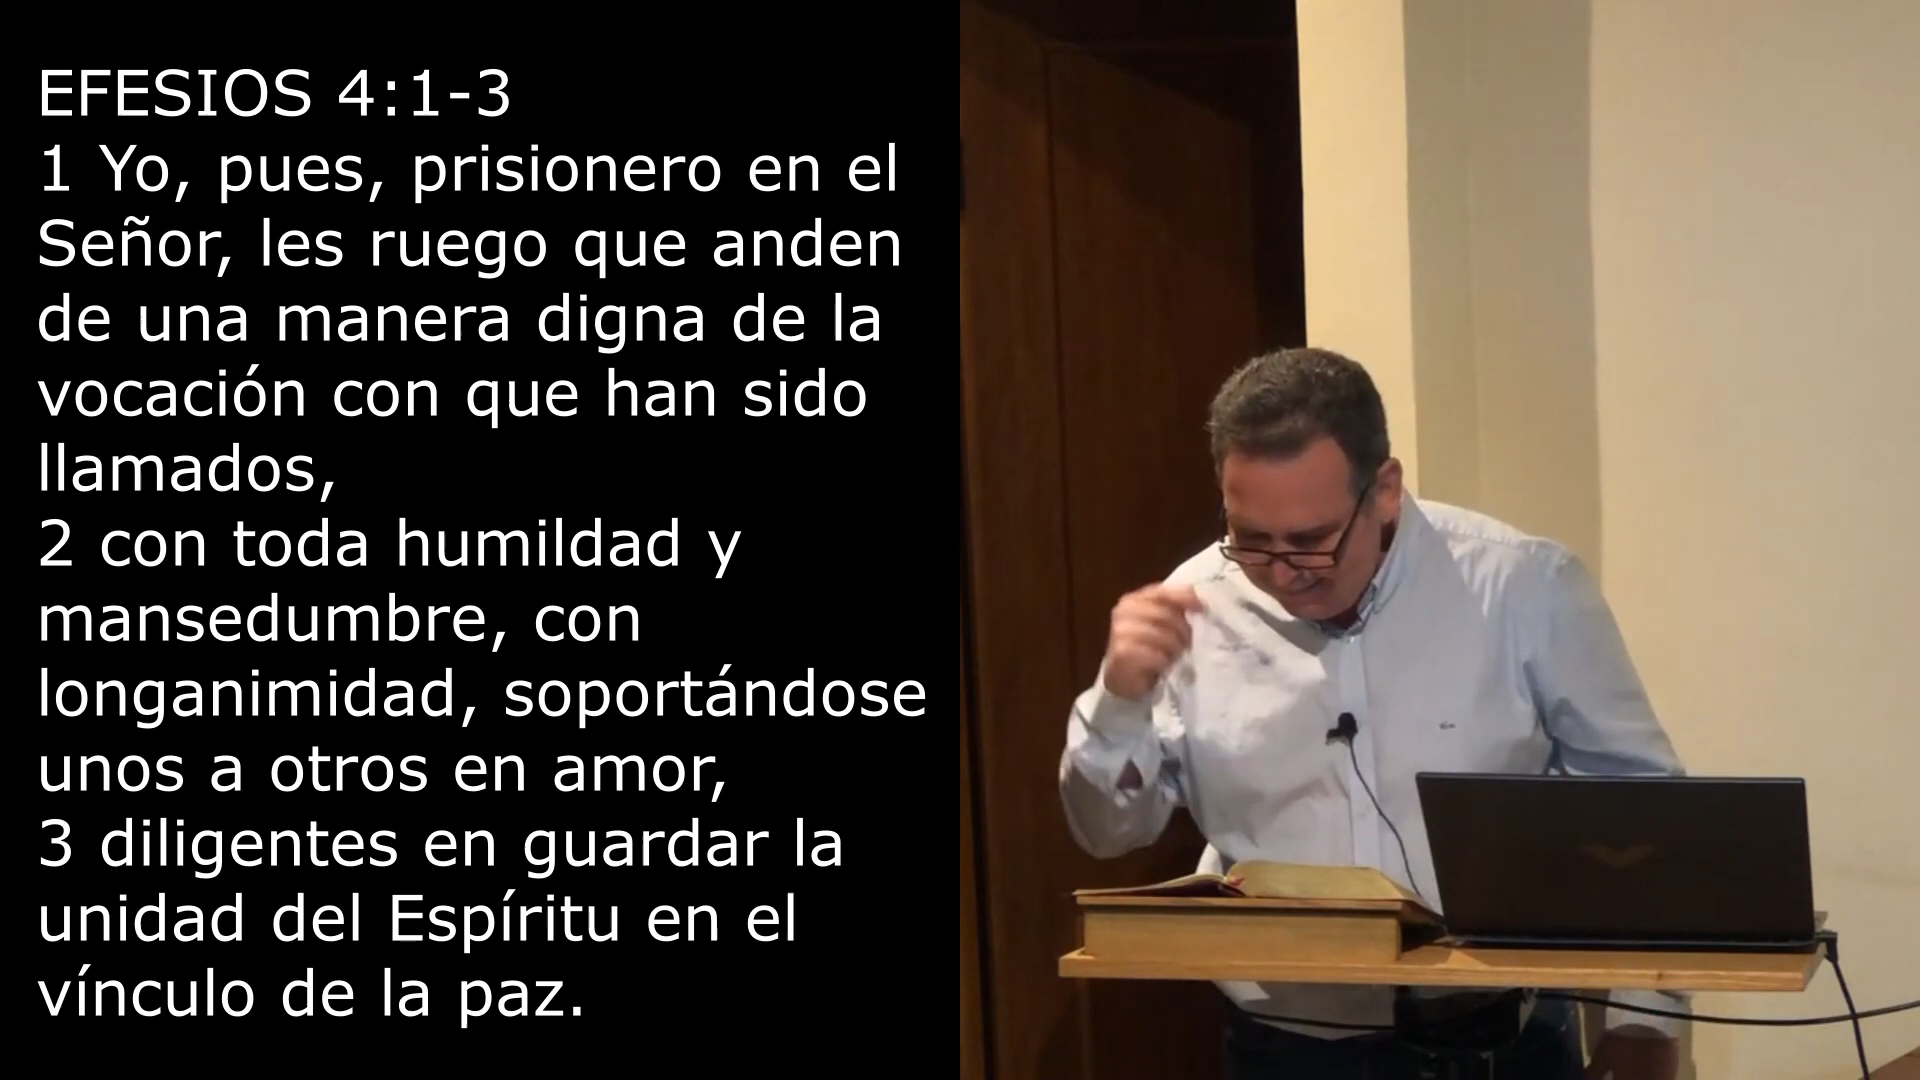 EFESIOS 4:1-3
1 Yo, pues, prisionero en el
Señor, les ruego que anden
de una manera digna de la
vocación con que han sido
llamados,
2 con toda humildad y
mansedumbre, con
longanimidad, soportándose
unos a otros en amor,
3 diligentes en guardar la
unidad del Espíritu en el
vínculo de la paz.